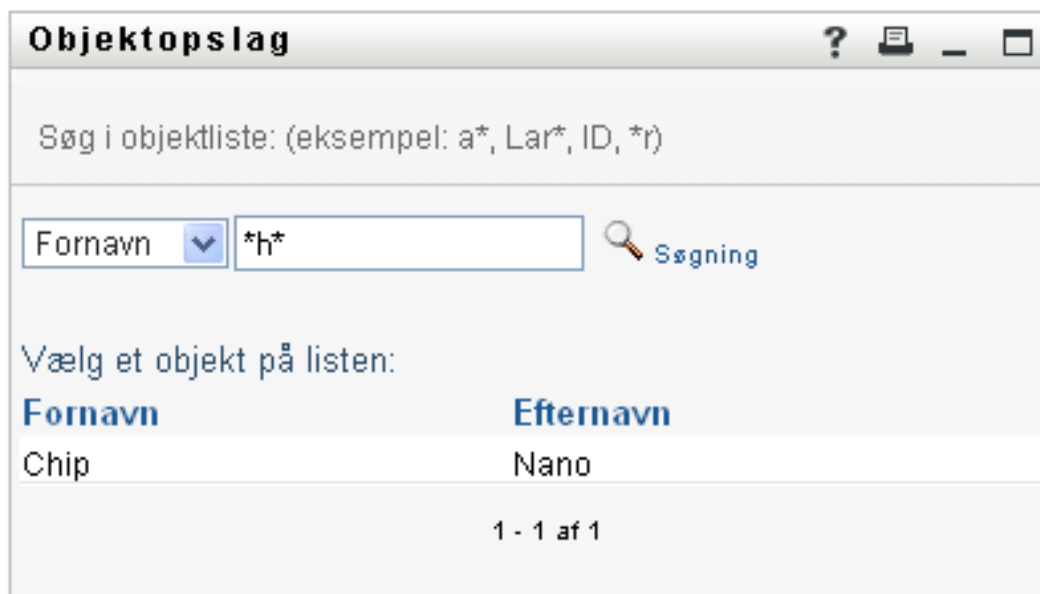 Objektopslag ?
Søg i objektliste: (eksempel: a*, Lar*, ID, *r)
Fornavn *h* Søgning
Vælg et objekt på listen:
Fornavn Efternavn
Chip Nano
1 - 1 af 1